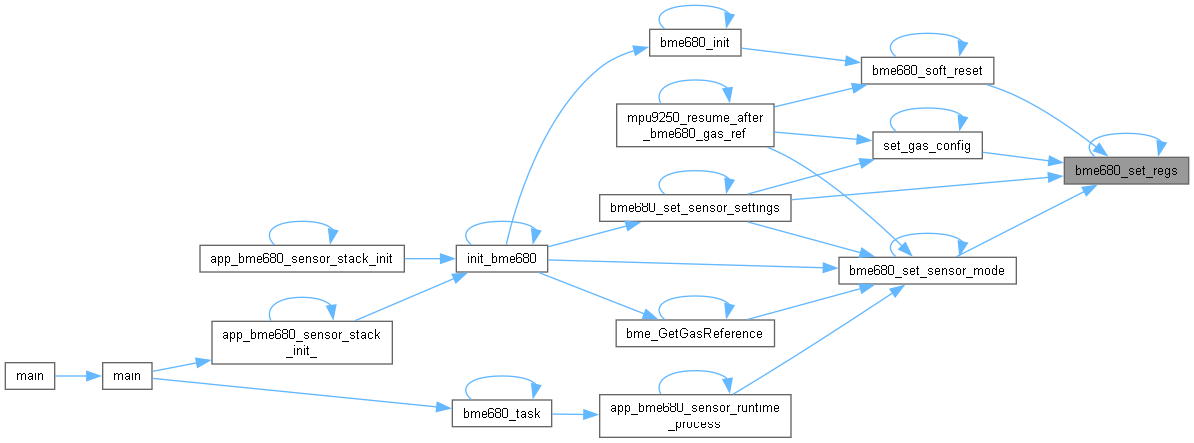 bme680_init
bme680_soft_reset
mpu9250_resume_after
_bme680_gas_ref
set_gas_config
bme680_set_regs
bme680_set_sensor_settings
app_bme680_sensor_stack_init
init_bme680
bme680_set_sensor_mode
app_bme680_sensor_stack
_init_
bme_GetGasReference
main
main
bme680_task
app_bme680_sensor_runtime
_process